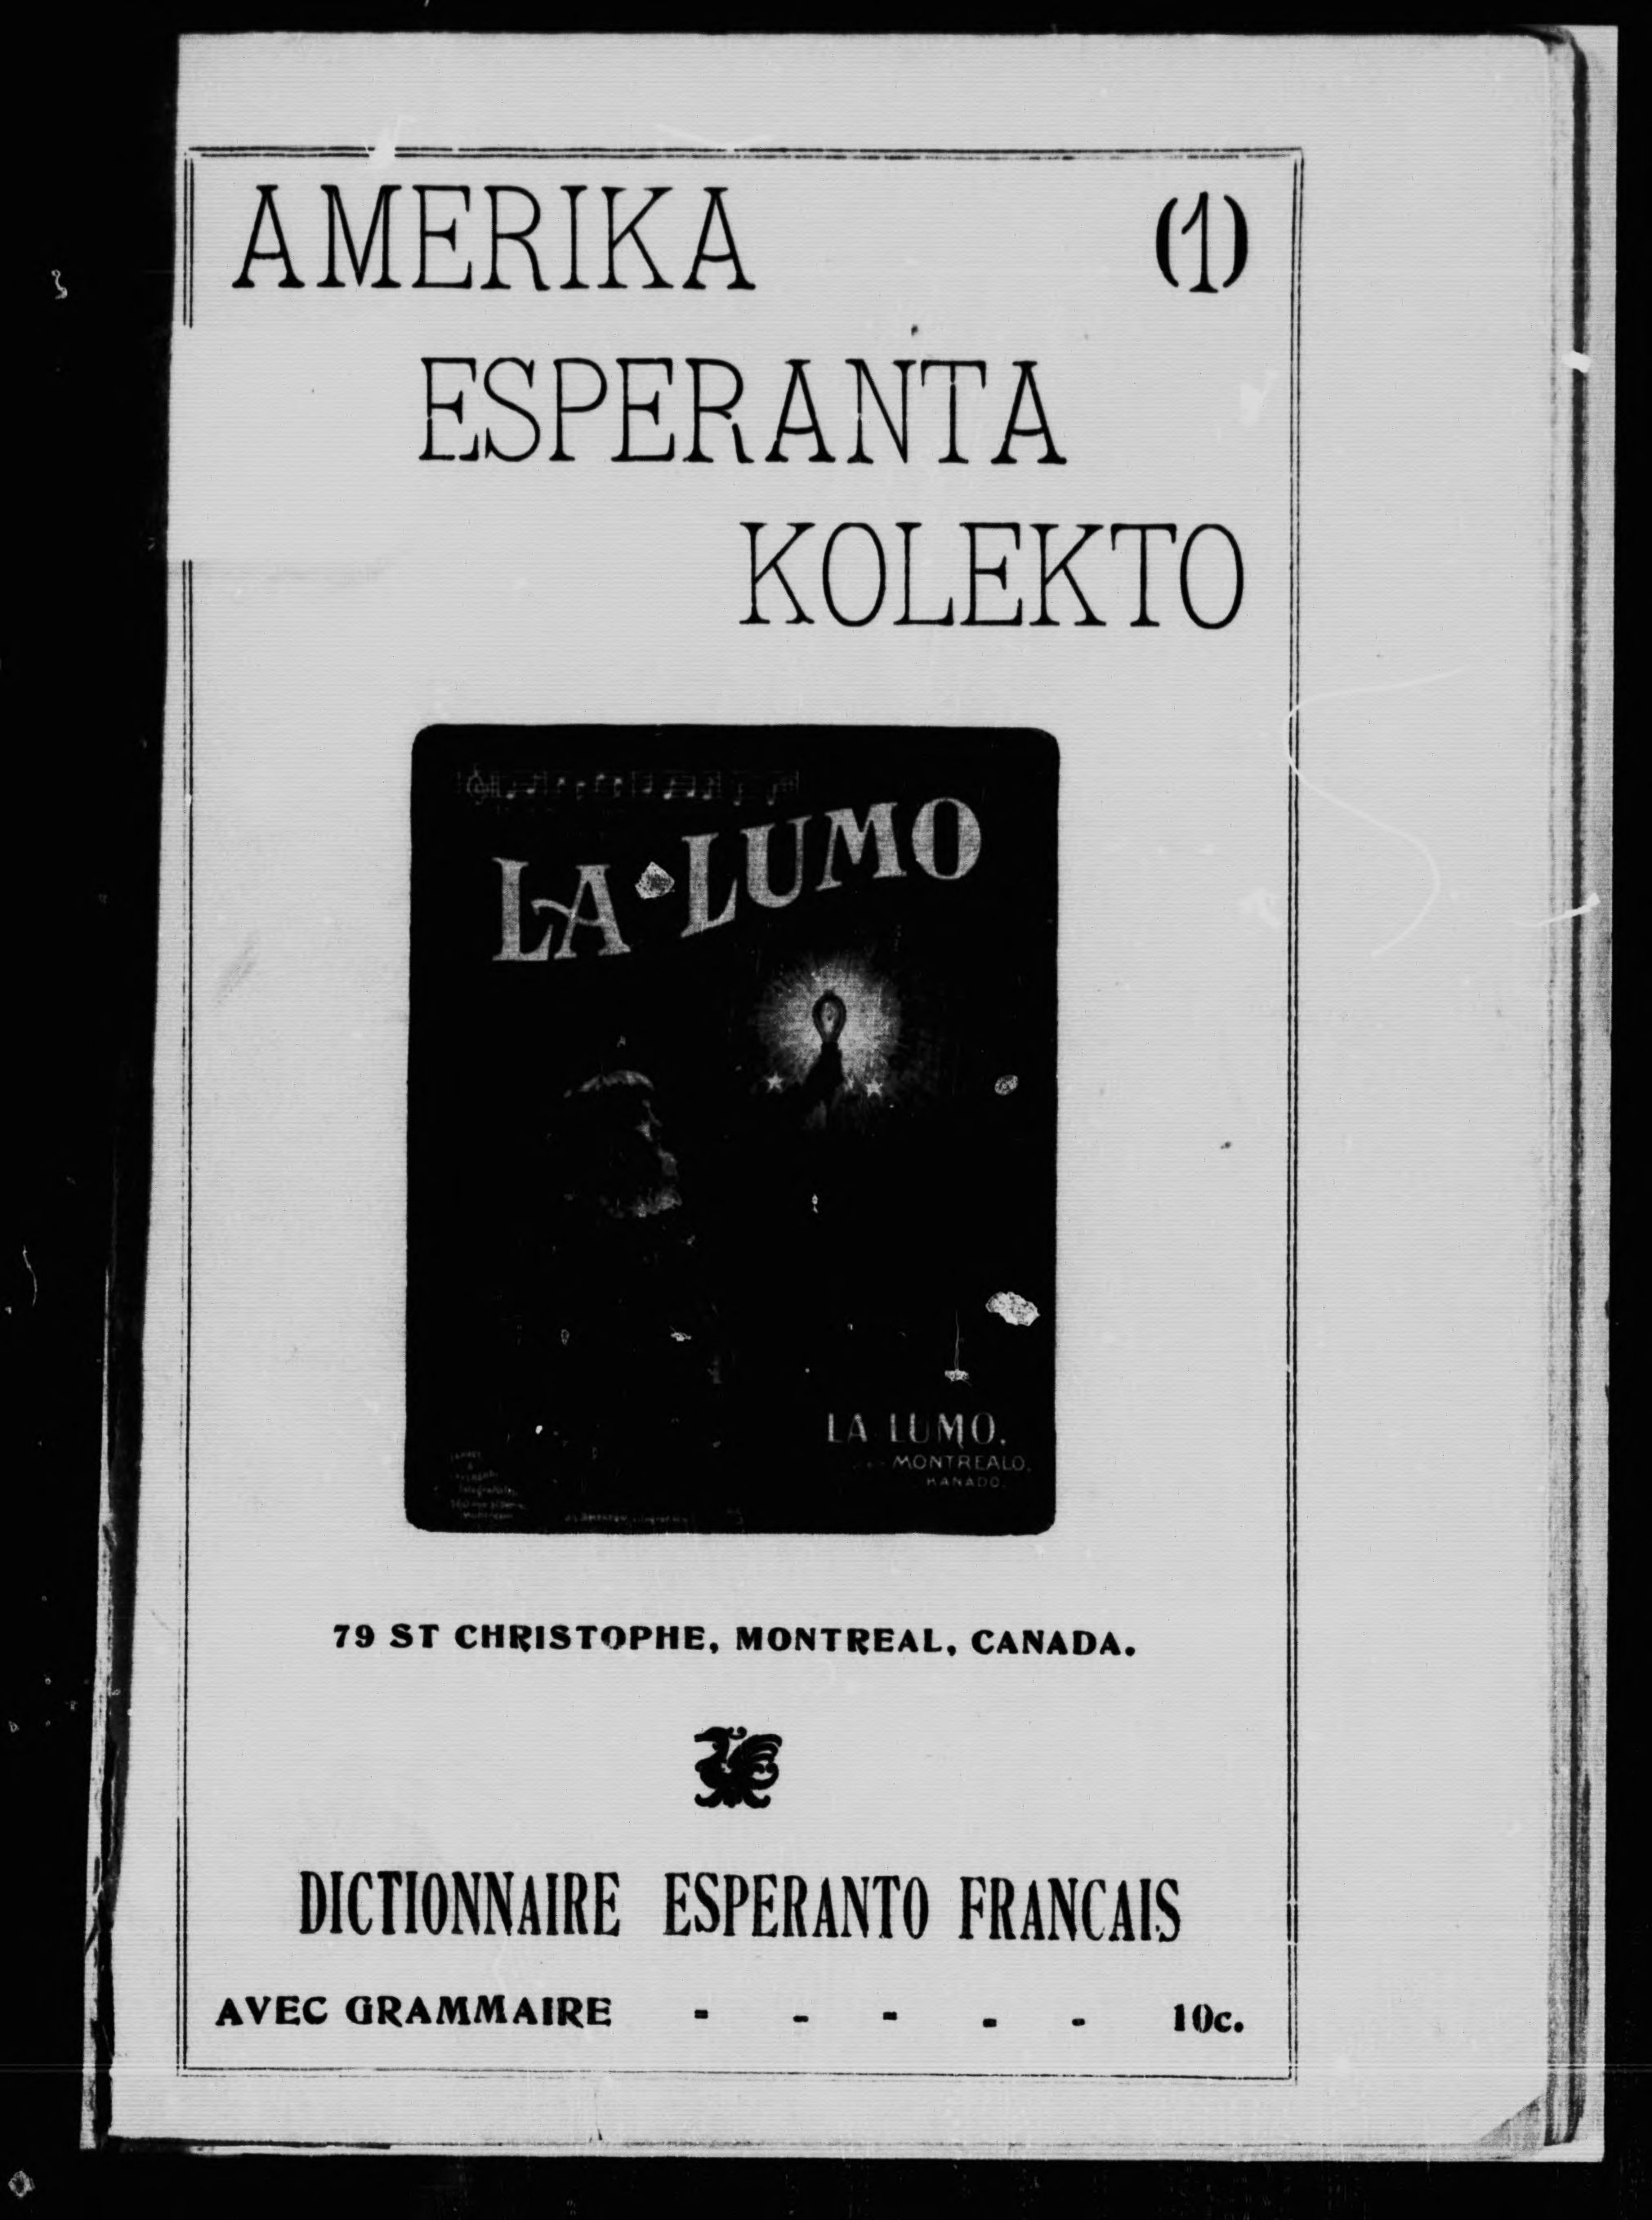 AMERIKA (1)
ESPERANTA
KOLEKTO
LA LUMO
LA LUMO.
MONTREALO.
KANADO.
79 ST CHRISTOPHE, MONTREAL, CANADA.
DICTIONNAIRE ESPERANTO FRANCAIS
AVEC GRAMMAIRE - - - - - 10c.